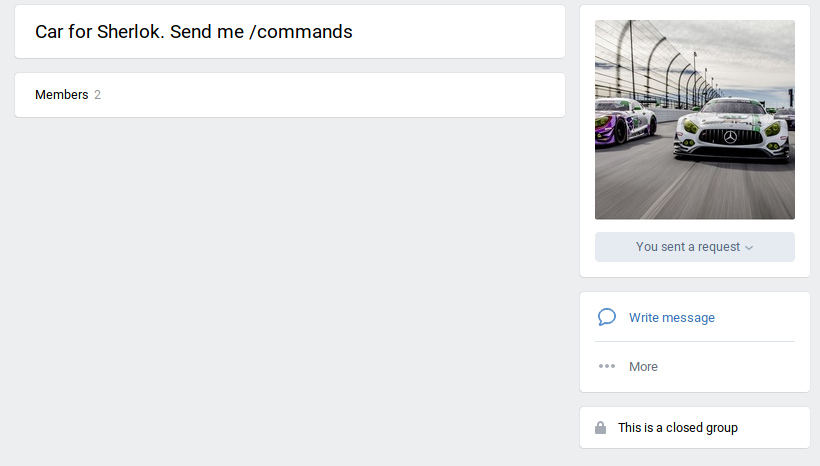 Car for Sherlok. Send me /commands
Members 2
You sent a request
Write message
More
This is a closed group